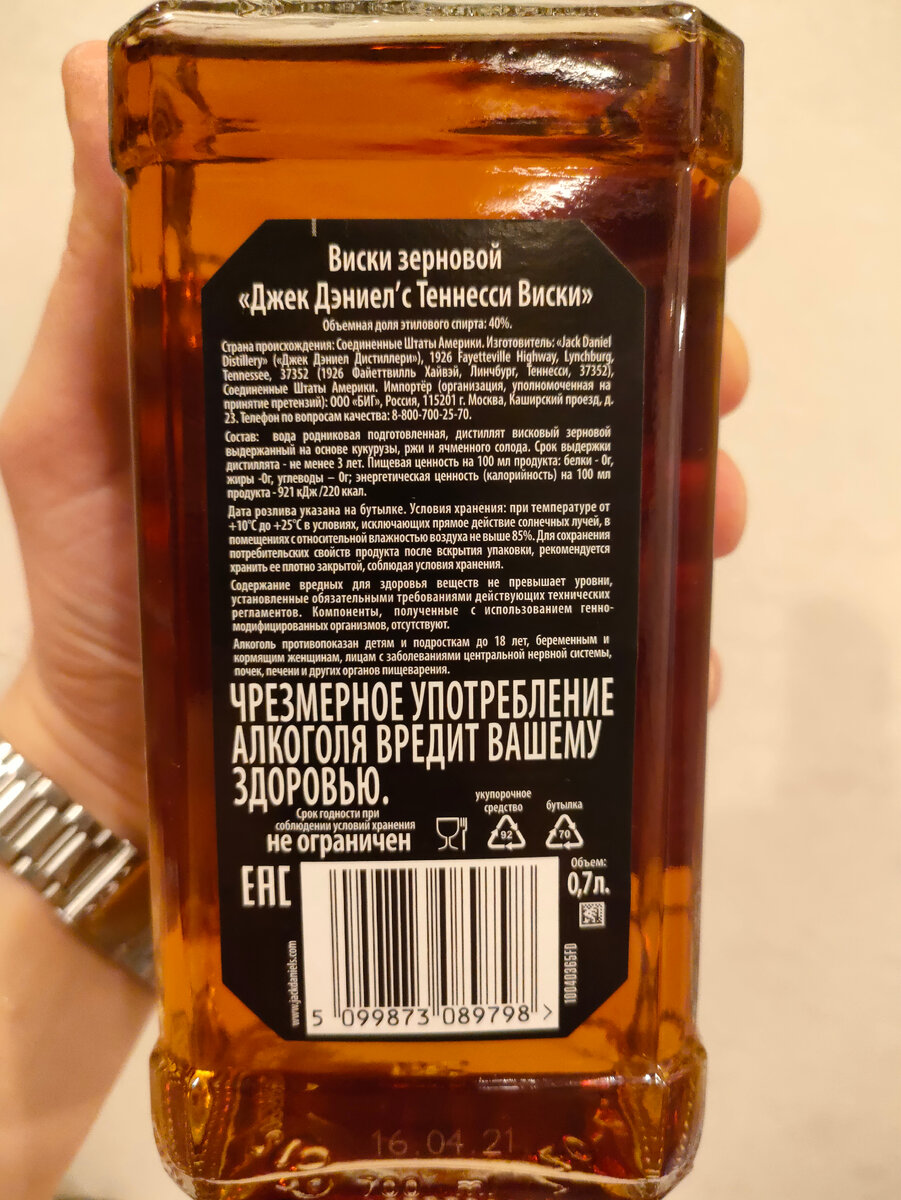 Виски зерновой
«Джек Дэниел’с Теннесси Виски»
Объемная доля этилового спирта: 40%.
Страна происхождения: Соединенные Штаты Америки. Изготовитель: «Jack Daniel
Distillery» («Джек Дэниел Дистиллери»), 1926 Fayetteville Highway, Lynchburg,
Tennessee, 37352 (1926 Файеттвилль Хайвэй, Линчбург, Теннесси, 37352),
Соединенные Штаты Америки. Импортёр (организация, уполномоченная на
принятие претензий): ООО «БИГ», Россия, 115201 г. Москва, Каширский проезд, д.
23. Телефон по вопросам качества: 8-800-700-25-70.
Состав: вода родниковая подготовленная, дистиллят висковый зерновой
выдержанный на основе кукурузы, ржи и ячменного солода. Срок выдержки
дистиллята - не менее 3 лет. Пищевая ценность на 100 мл продукта: белки - 0г,
жиры -0г, углеводы – 0г; энергетическая ценность (калорийность) на 100 мл
продукта - 921 кДж /220 ккал.
Дата розлива указана на бутылке. Условия хранения: при температуре от
+10°С до +25°С в условиях, исключающих прямое действие солнечных лучей, в
помещениях с относительной влажностью воздуха не выше 85%. Для сохранения
потребительских свойств продукта после вскрытия упаковки, рекомендуется
хранить ее плотно закрытой, соблюдая условия хранения.
Содержание вредных для здоровья веществ не превышает уровни,
установленные обязательными требованиями действующих технических
регламентов. Компоненты, полученные с использованием генно-
модифицированных организмов, отсутствуют.
Алкоголь противопоказан детям и подросткам до 18 лет, беременным и
кормящим женщинам, лицам с заболеваниями центральной нервной системы,
почек, печени и других органов пищеварения.
ЧРЕЗМЕРНОЕ УПОТРЕБЛЕНИЕ
АЛКОГОЛЯ ВРЕДИТ ВАШЕМУ
ЗДОРОВЬЮ.
Срок годности при
соблюдении условий хранения
не ограничен
укупорочное
средство
92
бутылка
70
EAC
Объем:
0,7л.
www.jackdaniels.com
10040365FD
5 099873 089798 >
16.04.21
700 ml